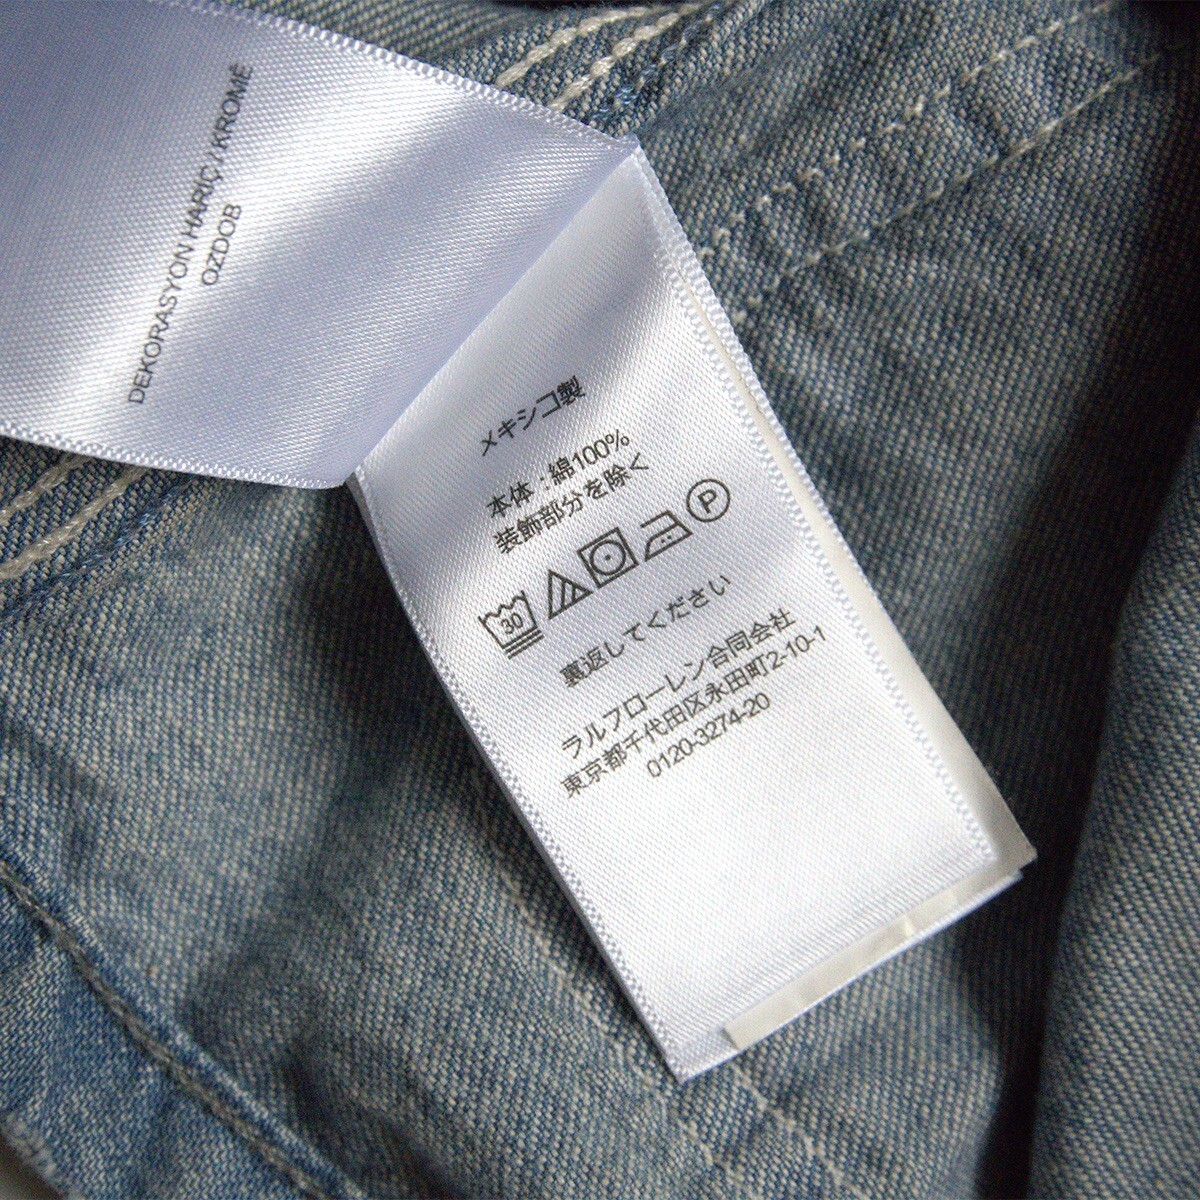 DEKORASYON HARIÇ / KROMĚ
OZDOB
メキシコ製
本体 : 綿100%
装飾部分を除く
30
P
裏返してください
ラルフローレン合同会社
東京都千代田区永田町2-10-1
0120-3274-20